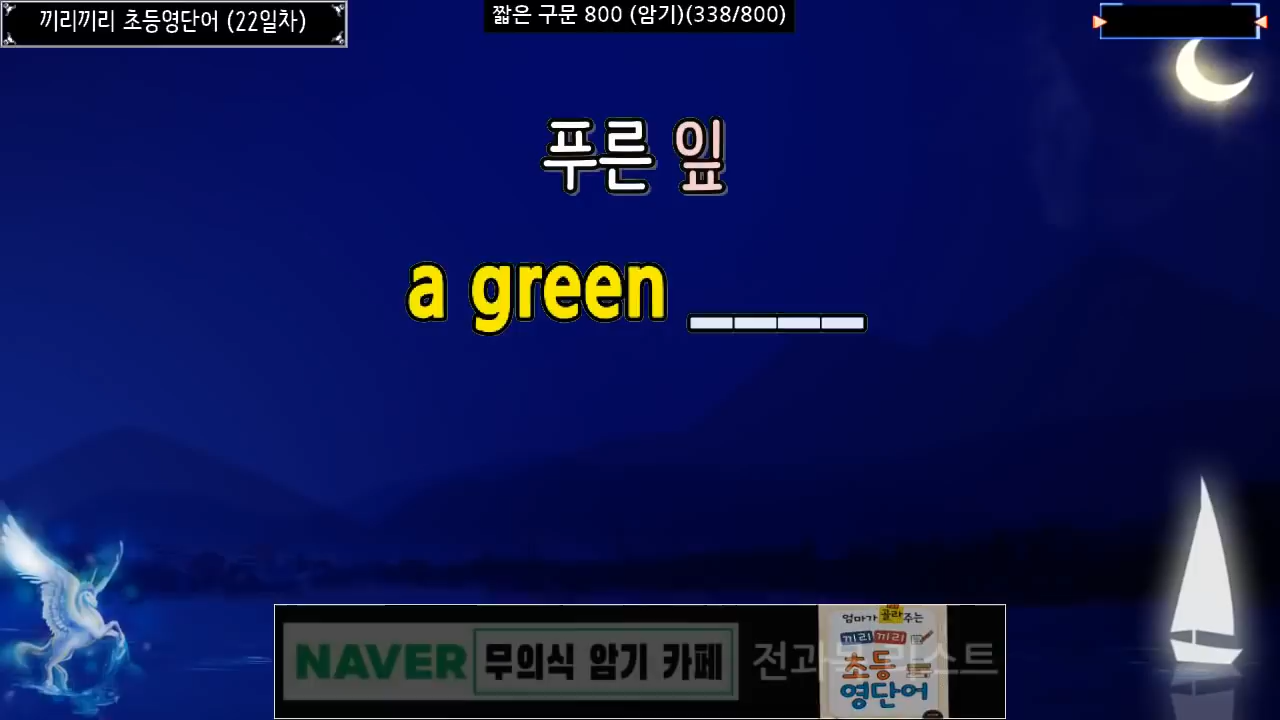 끼리끼리 초등영단어 (22일차)
짧은 구문 800 (암기)(338/800)
푸른 잎
a green ____
NAVER 무의식 암기 카페
엄마가 골라주는
끼리끼리
초등
영단어